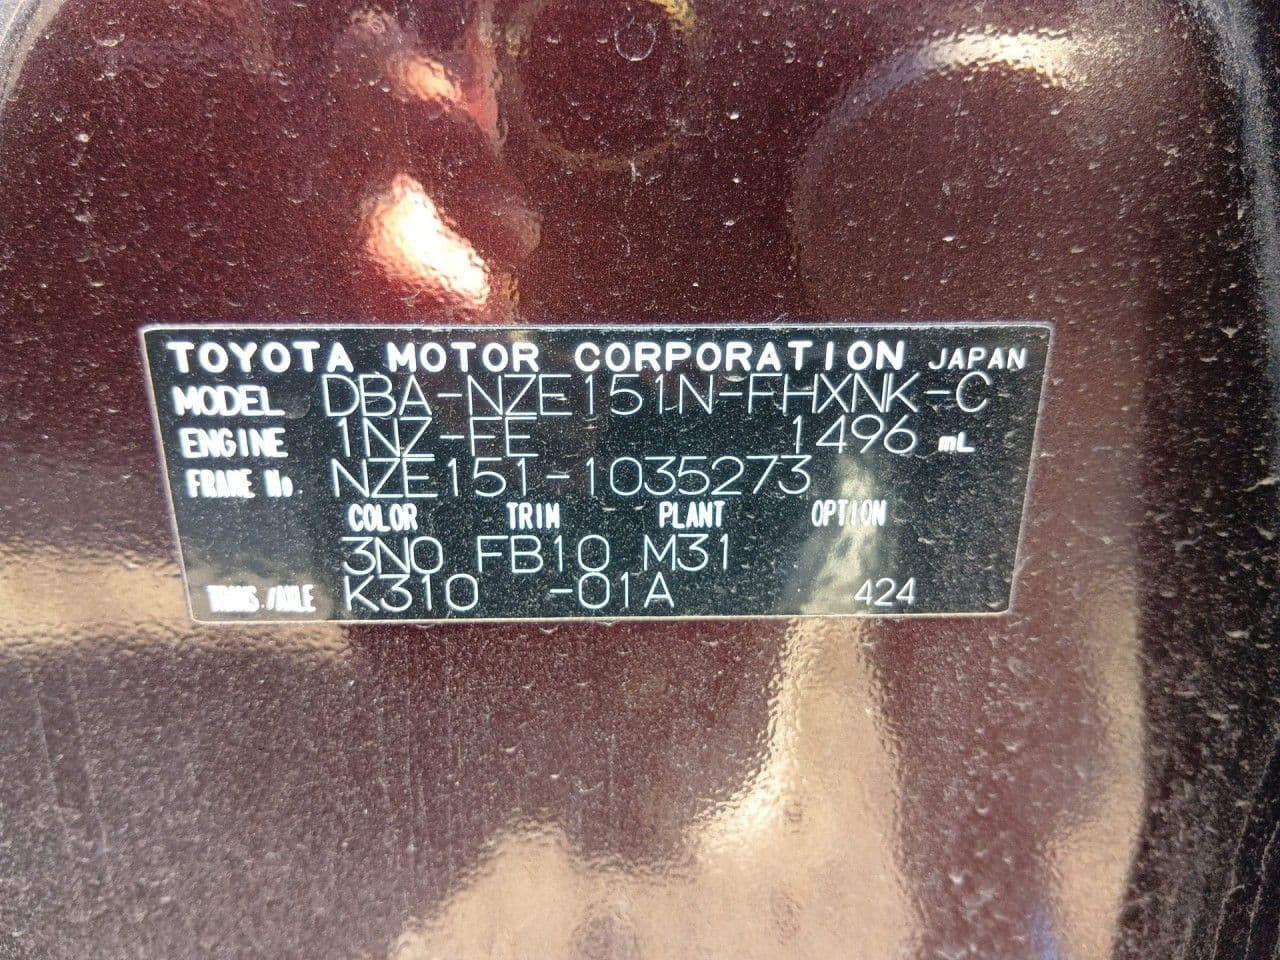 TOYOTA MOTOR CORPORATION JAPAN
MODEL DBA-NZE151N-FHXNK-C
ENGINE 1NZ-FE 1496 mL
FRAME No. NZE151-1035273
COLOR TRIM PLANT OPTION
3N0 FB10 M31
TRANS./AXLE K310 -01A 424